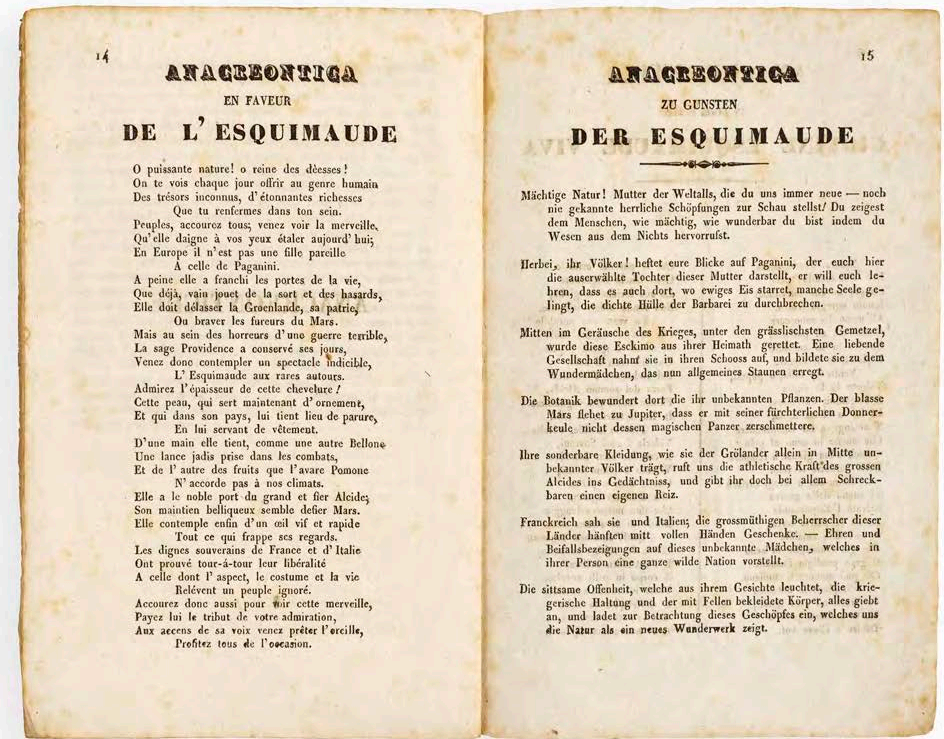 14
ANACREONTICA
EN FAVEUR
DE L' ESQUIMAUDE
O puissante nature! o reine des dèesses!
On te vois chaque jour offrir au genre humain
Des trésors inconnus, d' étonnantes richesses
Que tu renfermes dans ton sein.
Peuples, accourez tous; venez voir la merveille,
Qu' elle daigne à vos yeux étaler aujourd' hui;
En Europe il n' est pas une fille pareille
A celle de Paganini.
A peine elle a franchi les portes de la vie,
Que déjà, vain jouet de la sort et des hasards,
Elle doit délasser la Groenlande, sa patrie,
Ou braver les fureurs du Mars.
Mais au sein des horreurs d' une guerre terrible,
La sage Providence a conservé ses jours,
Venez donc contempler un spectacle indicible,
L' Esquimaude aux rares autours.
Admirez l' épaisseur de cette chevelure!
Cette peau, qui sert maintenant d' ornement,
Et qui dans son pays, lui tient lieu de parure,
En lui servant de vêtement.
D' une main elle tient, comme une autre Bellone
Une lance jadis prise dans les combats,
Et de l' autre des fruits que l' avare Pomone
N' accorde pas à nos climats.
Elle a le noble port du grand et fier Alcide;
Son maintien belliqueux semble defier Mars.
Elle contemple enfin d' un œil vif et rapide
Tout ce qui frappe ses regards.
Les dignes souverains de France et d' Italie
Ont prouvé tour-á-tour leur libéralité
A celle dont l' aspect, le costume et la vie
Relévent un peuple ignoré.
Accourez donc aussi pour voir cette merveille,
Payez lui le tribut de votre admiration,
Aux accens de sa voix venez prêter l'oreille,
Profitez tous de l'occasion.
15
ANACREONTICA
ZU GUNSTEN
DER ESQUIMAUDE
Mächtige Natur! Mutter der Weltalls, die du uns immer neue — noch
nie gekannte herrliche Schöpfungen zur Schau stellst! Du zeigest
dem Menschen, wie mächtig, wie wunderbar du bist indem du
Wesen aus dem Nichts hervorrufst.
Herbei, ihr Völker! heftet eure Blicke auf Paganini, der euch hier
die auserwählte Tochter dieser Mutter darstellt, er will euch le-
hren, dass es auch dort, wo ewiges Eis starret, manche Seele ge-
lingt, die dichte Hülle der Barbarei zu durchbrechen.
Mitten im Geräusche des Krieges, unter den grässlischsten Gemetzel,
wurde diese Eschimo aus ihrer Heimath gerettet. Eine liebende
Gesellschaft nahm sie in ihren Schooss auf, und bildete sie zu dem
Wundermädchen, das nun allgemeines Staunen erregt.
Die Botanik bewundert dort die ihr unbekannten Pflanzen. Der blasse
Mars flehet zu Jupiter, dass er mit seiner fürchterlichen Donner-
keule nicht dessen magischen Panzer zerschmettere.
Ihre sonderbare Kleidung, wie sie der Grölander allein in Mitte un-
bekannter Völker trägt, ruft uns die athletische Kraft des grossen
Alcides ins Gedächtniss, und gibt ihr doch bei allem Schreck-
baren einen eigenen Reiz.
Franckreich sah sie und Italien; die grossmüthigen Beherrscher dieser
Länder hänften mitt vollen Händen Geschenke. — Ehren und
Beifallsbezeigungen auf dieses unbekannte Mädchen, welches in
ihrer Person eine ganze wilde Nation vorstellt.
Die sittsame Offenheit, welche aus ihrem Gesichte leuchtet, die krie-
gerische Haltung und der mit Fellen bekleidete Körper, alles giebt
an, und ladet zur Betrachtung dieses Geschöpfes ein, welches uns
die Natur als ein neues Wunderwerk zeigt.